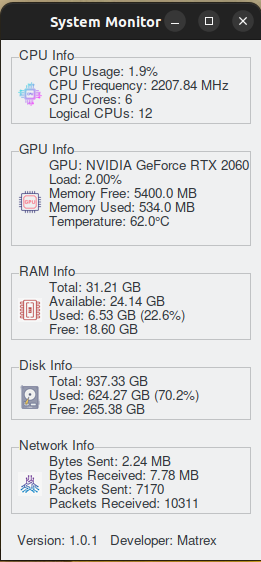 System Monitor
CPU Info
CPU Usage: 1.9%
CPU Frequency: 2207.84 MHz
CPU Cores: 6
Logical CPUs: 12
GPU Info
GPU: NVIDIA GeForce RTX 2060
Load: 2.00%
Memory Free: 5400.0 MB
Memory Used: 534.0 MB
Temperature: 62.0°C
GPU
RAM Info
Total: 31.21 GB
Available: 24.14 GB
Used: 6.53 GB (22.6%)
Free: 18.60 GB
Disk Info
Total: 937.33 GB
Used: 624.27 GB (70.2%)
Free: 265.38 GB
Network Info
Bytes Sent: 2.24 MB
Bytes Received: 7.78 MB
Packets Sent: 7170
Packets Received: 10311
Version: 1.0.1 Developer: Matrex